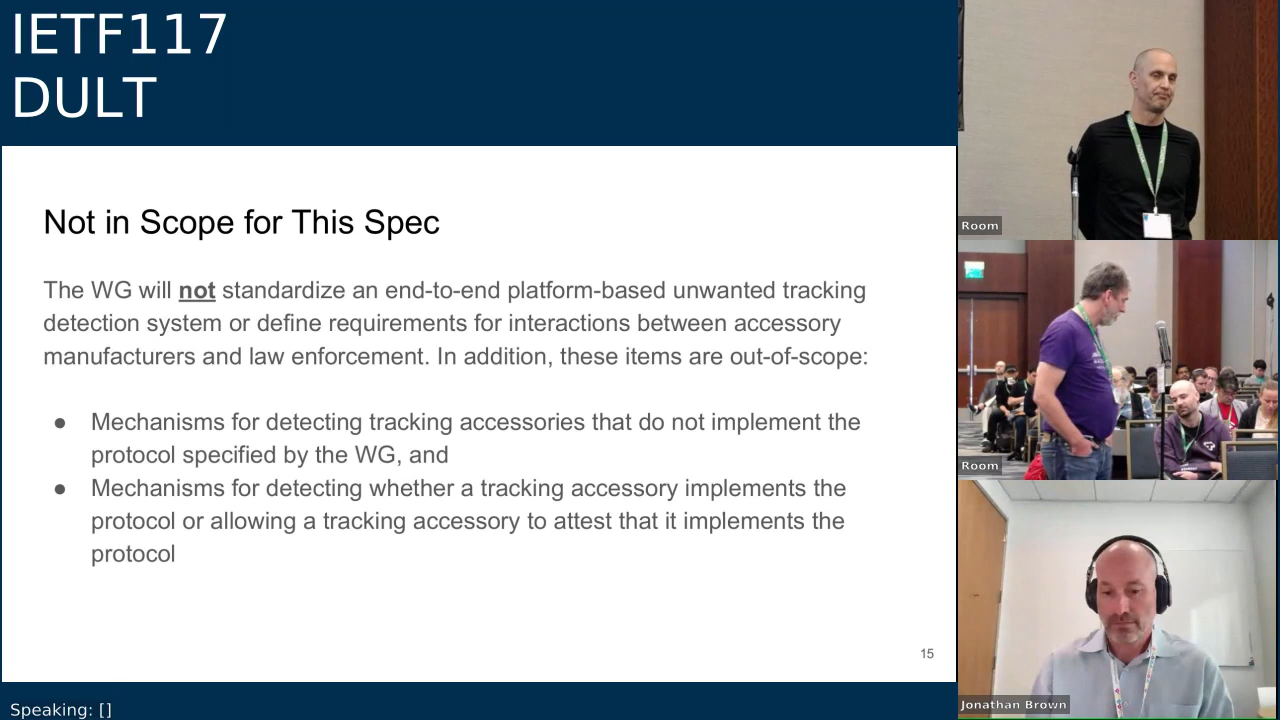 IETF117
DULT
Not in Scope for This Spec
The WG will not standardize an end-to-end platform-based unwanted tracking
detection system or define requirements for interactions between accessory
manufacturers and law enforcement. In addition, these items are out-of-scope:
● Mechanisms for detecting tracking accessories that do not implement the
protocol specified by the WG, and
● Mechanisms for detecting whether a tracking accessory implements the
protocol or allowing a tracking accessory to attest that it implements the
protocol
15
Speaking: []
Room
Room
Jonathan Brown